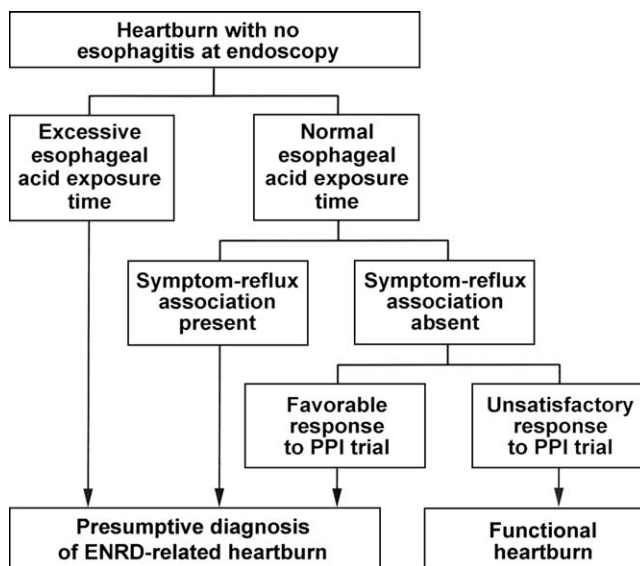 Heartburn with no
esophagitis at endoscopy
Excessive
esophageal
acid exposure
time
Normal
esophageal
acid exposure
time
Symptom-reflux
association
present
Symptom-reflux
association
absent
Favorable
response
to PPI trial
Unsatisfactory
response
to PPI trial
Presumptive diagnosis
of ENRD-related heartburn
Functional
heartburn